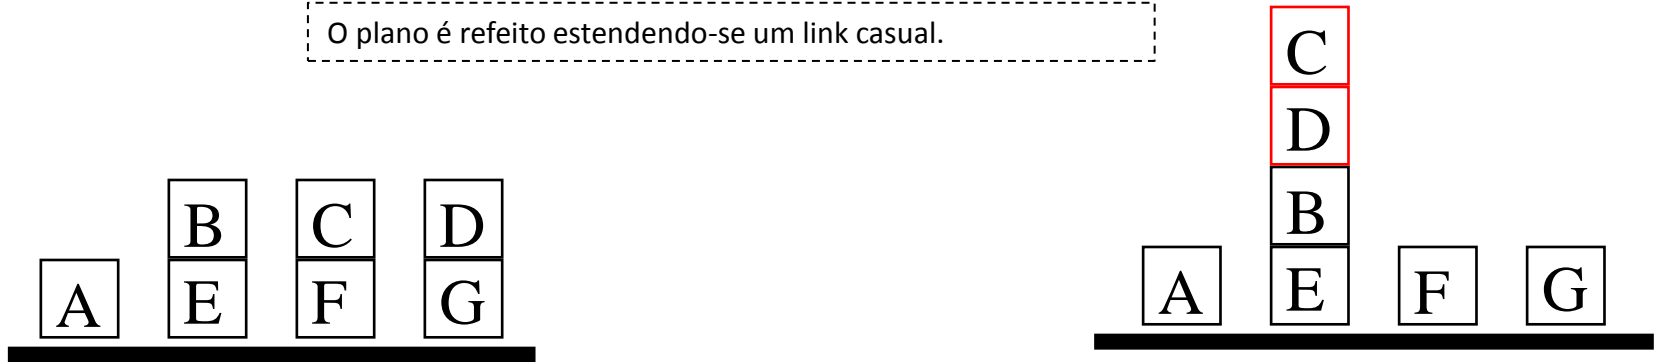 O plano é refeito estendendo-se um link casual.
C
D
B C D B
A E F G A E F G